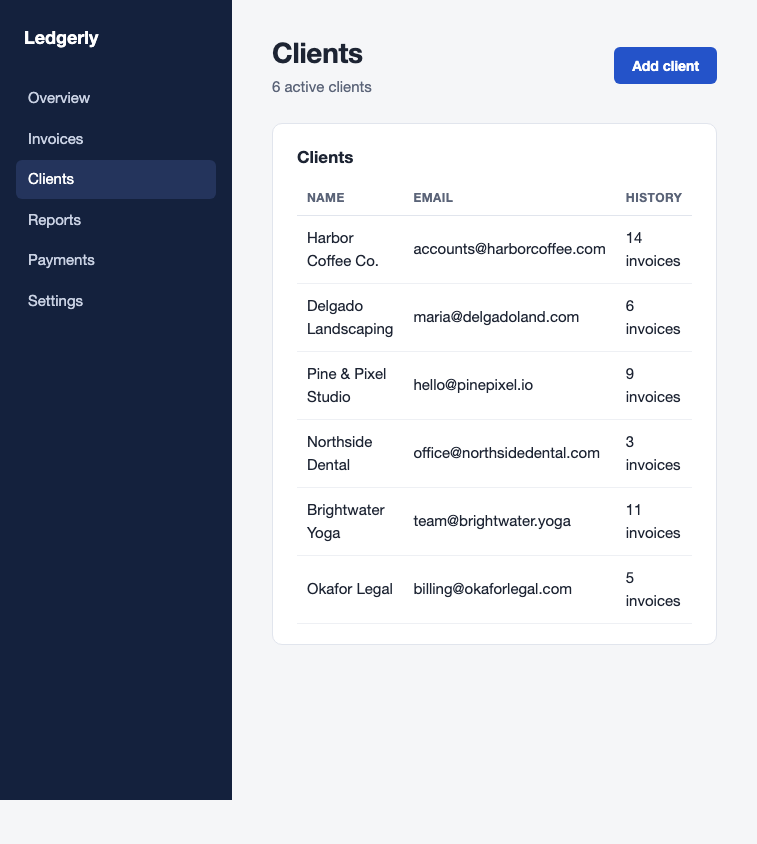 Ledgerly
Overview
Invoices
Clients
Reports
Payments
Settings
Clients
6 active clients
Add client
Clients
NAME EMAIL HISTORY
Harbor Coffee Co. accounts@harborcoffee.com 14 invoices
Delgado Landscaping maria@delgadoland.com 6 invoices
Pine & Pixel Studio hello@pinepixel.io 9 invoices
Northside Dental office@northsidedental.com 3 invoices
Brightwater Yoga team@brightwater.yoga 11 invoices
Okafor Legal billing@okaforlegal.com 5 invoices